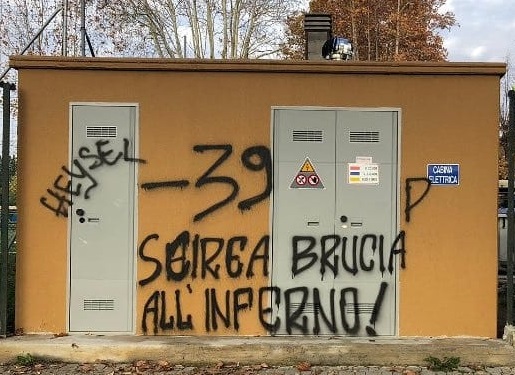 HEYSEL
-39
CABINA
ELETTRICA
P
SCIREA BRUCIA
ALL'INFERNO!